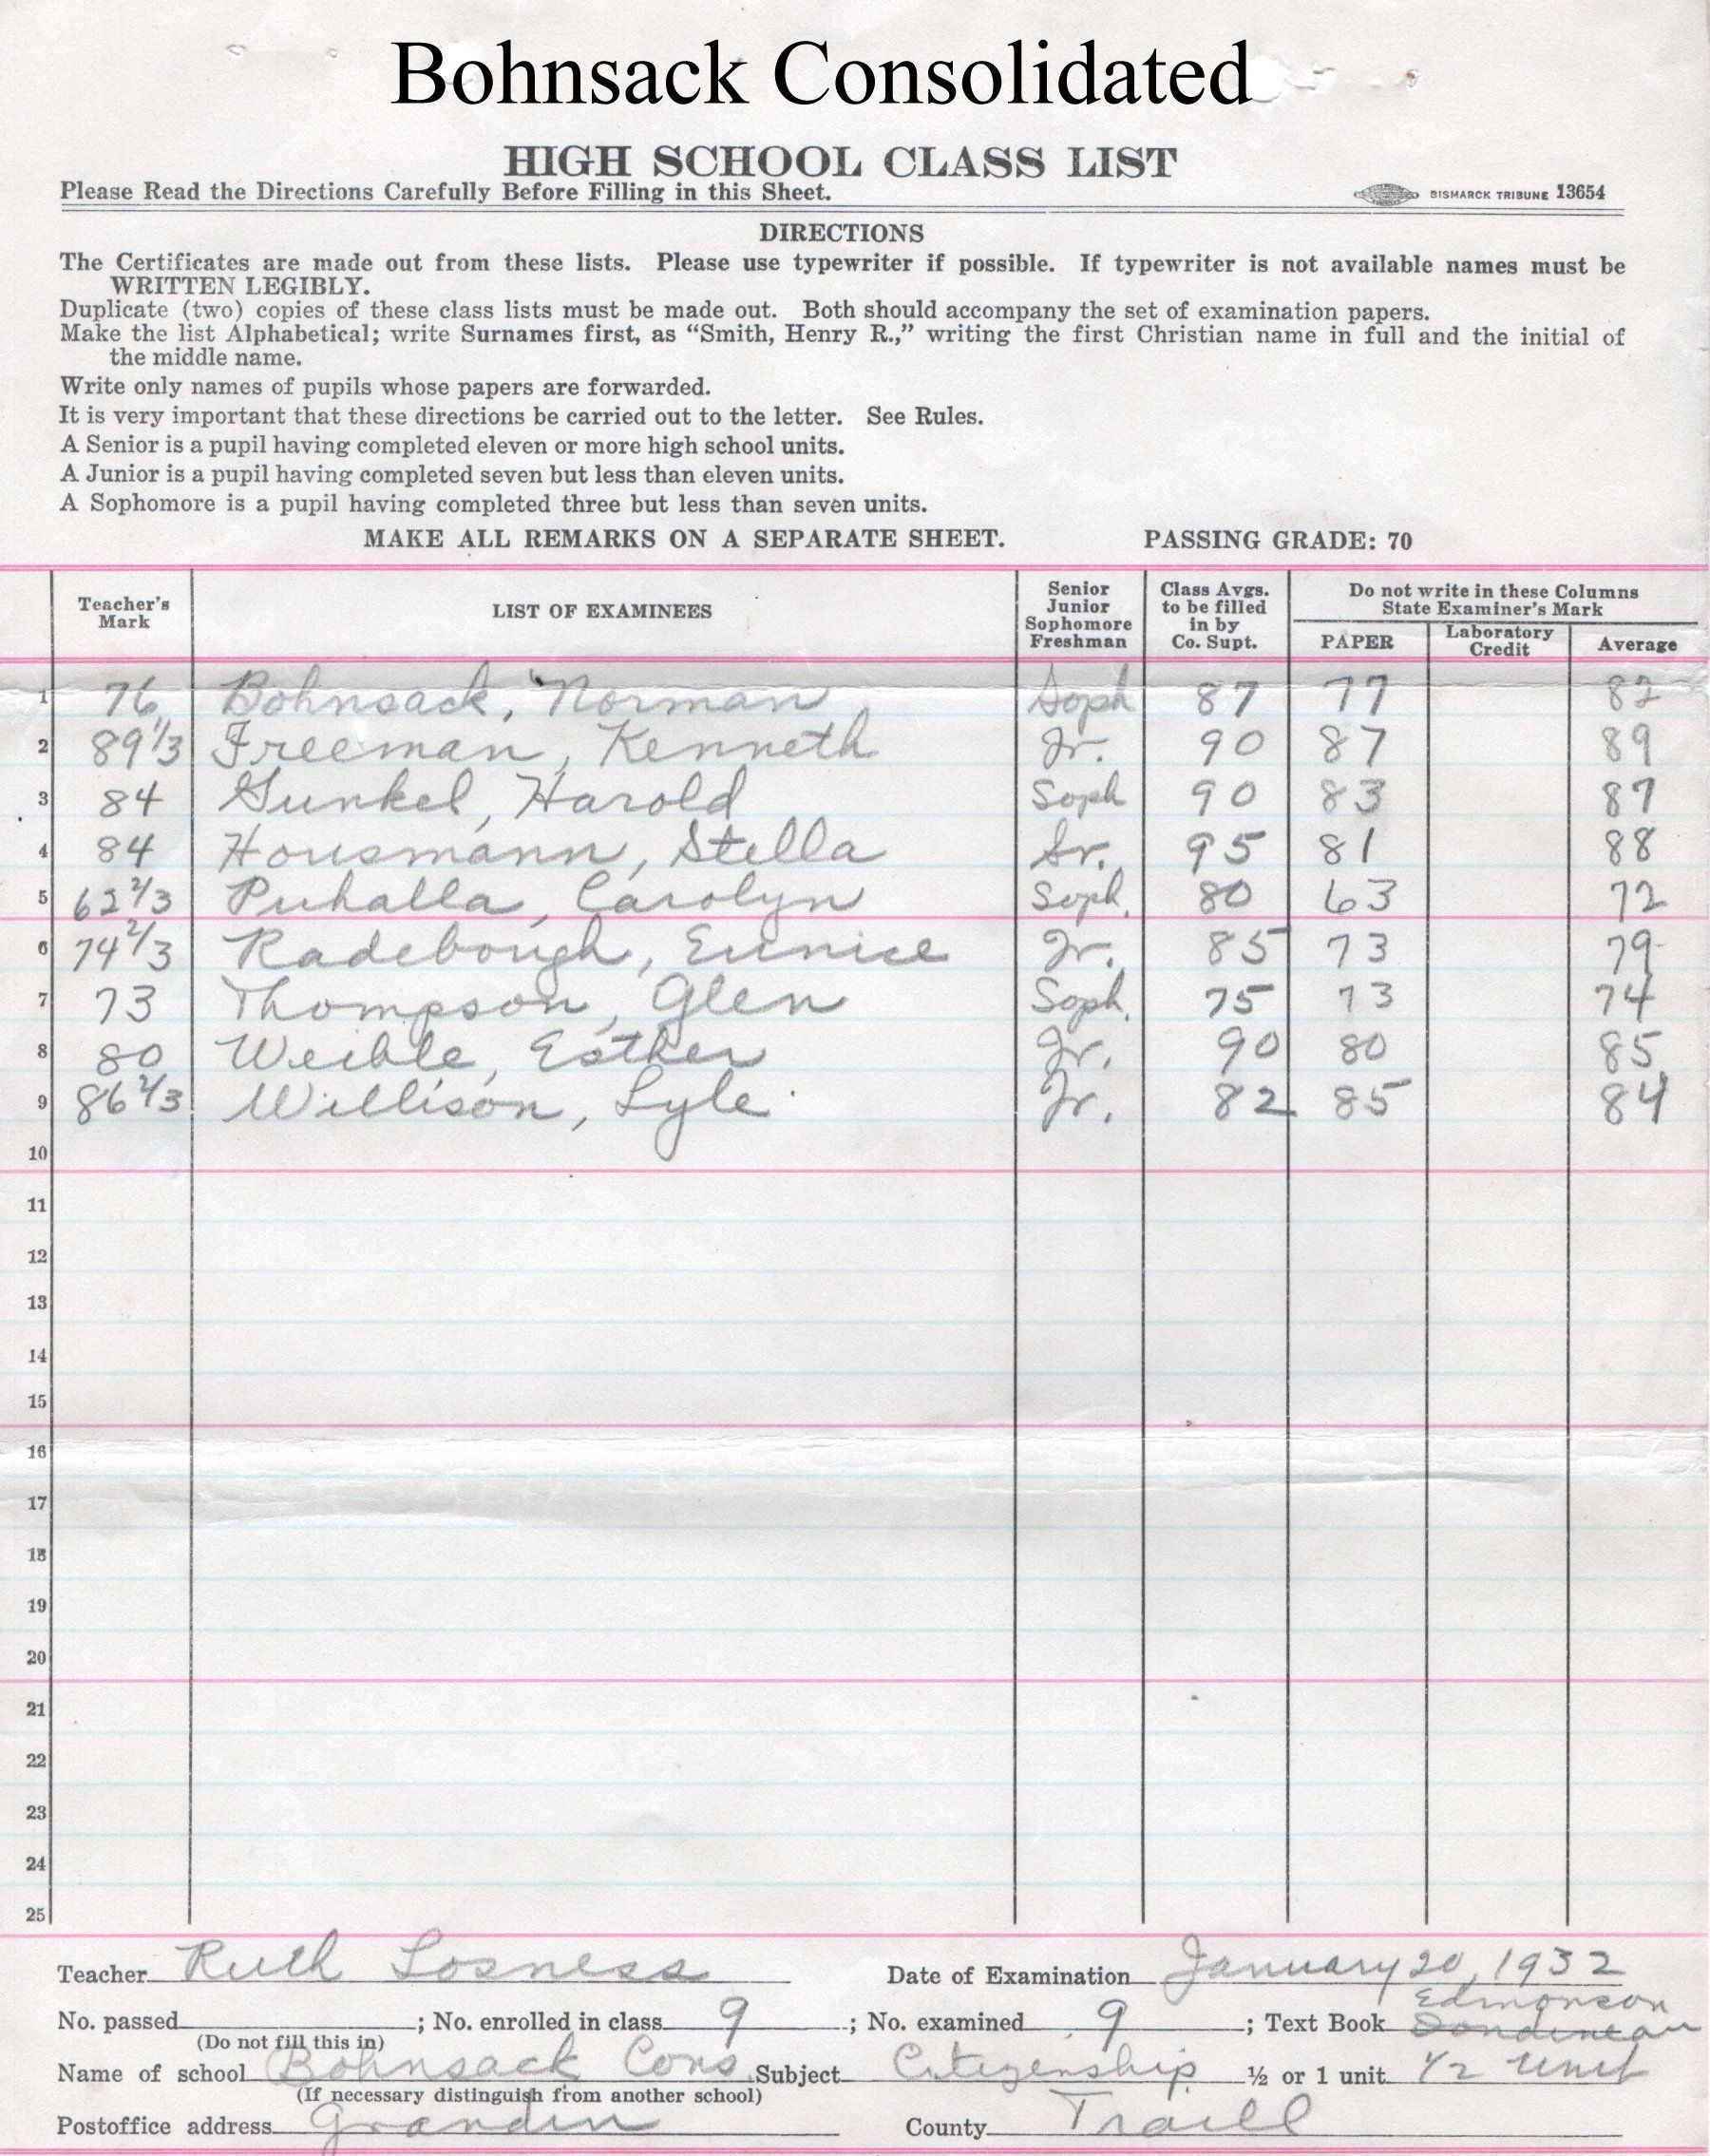 Bohnsack Consolidated
HIGH SCHOOL CLASS LIST
Please Read the Directions Carefully Before Filling in this Sheet. BISMARCK TRIBUNE 13654
DIRECTIONS
The Certificates are made out from these lists. Please use typewriter if possible. If typewriter is not available names must be
WRITTEN LEGIBLY.
Duplicate (two) copies of these class lists must be made out. Both should accompany the set of examination papers.
Make the list Alphabetical; write Surnames first, as “Smith, Henry R.,” writing the first Christian name in full and the initial of
the middle name.
Write only names of pupils whose papers are forwarded.
It is very important that these directions be carried out to the letter. See Rules.
A Senior is a pupil having completed eleven or more high school units.
A Junior is a pupil having completed seven but less than eleven units.
A Sophomore is a pupil having completed three but less than seven units.
MAKE ALL REMARKS ON A SEPARATE SHEET. PASSING GRADE: 70
Teacher's
Mark
LIST OF EXAMINEES
Senior
Junior
Sophomore
Freshman
Class Avgs.
to be filled
in by
Co. Supt.
Do not write in these Columns
State Examiner's Mark
PAPER
Laboratory
Credit
Average
1 76 Bohnsack, Norman Soph 87 77 82
2 89 1/3 Freeman, Kenneth Jr. 90 87 89
3 84 Gunkel, Harold Soph 90 83 87
4 84 Housmann, Stella Sr. 95 81 88
5 62 2/3 Puhalla, Carolyn Soph. 80 63 72
6 74 2/3 Radebough, Eunice Jr. 85 73 79
7 73 Thompson, Glen Soph. 75 73 74
8 80 Weible, Esther Jr. 90 80 85
9 86 2/3 Willison, Lyle Jr. 82 85 84
10
11
12
13
14
15
16
17
18
19
20
21
22
23
24
25
Teacher Ruth Losness Date of Examination January 20, 1932
Edmonson
No. passed ; No. enrolled in class 9 ; No. examined 9 ; Text Book
(Do not fill this in)
Name of school Bohnsack Cons. Subject Citizenship ½ or 1 unit 1/2 unit
(If necessary distinguish from another school)
Postoffice address Grandin County Traill